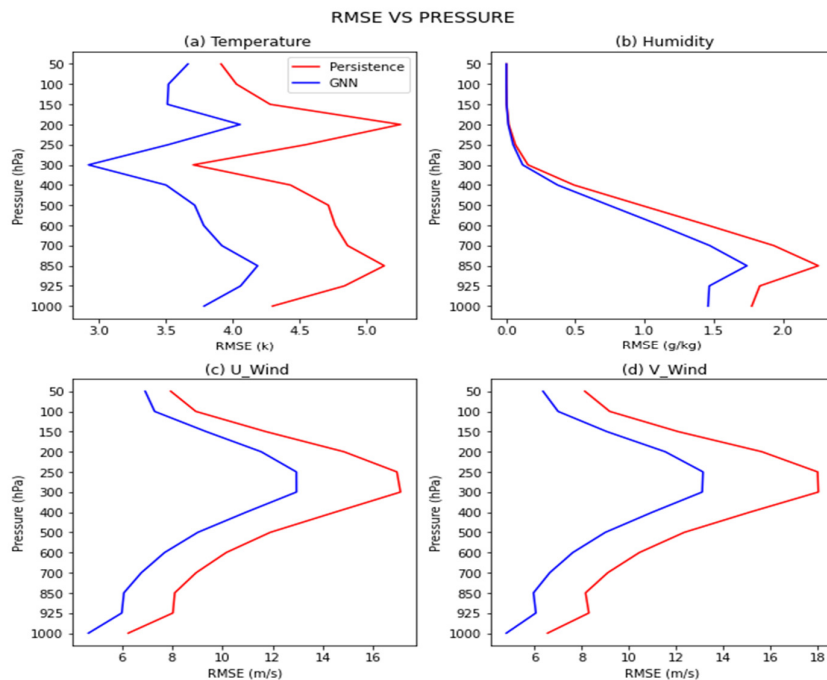 RMSE VS PRESSURE
(a) Temperature
Persistence
GNN
Pressure (hPa)
50
100
150
200
250
300
400
500
600
700
850
925
1000
3.0 3.5 4.0 4.5 5.0
RMSE (k)
(b) Humidity
Pressure (hPa)
50
100
150
200
250
300
400
500
600
700
850
925
1000
0.0 0.5 1.0 1.5 2.0
RMSE (g/kg)
(c) U_Wind
Pressure (hPa)
50
100
150
200
250
300
400
500
600
700
850
925
1000
6 8 10 12 14 16
RMSE (m/s)
(d) V_Wind
Pressure (hPa)
50
100
150
200
250
300
400
500
600
700
850
925
1000
6 8 10 12 14 16 18
RMSE (m/s)